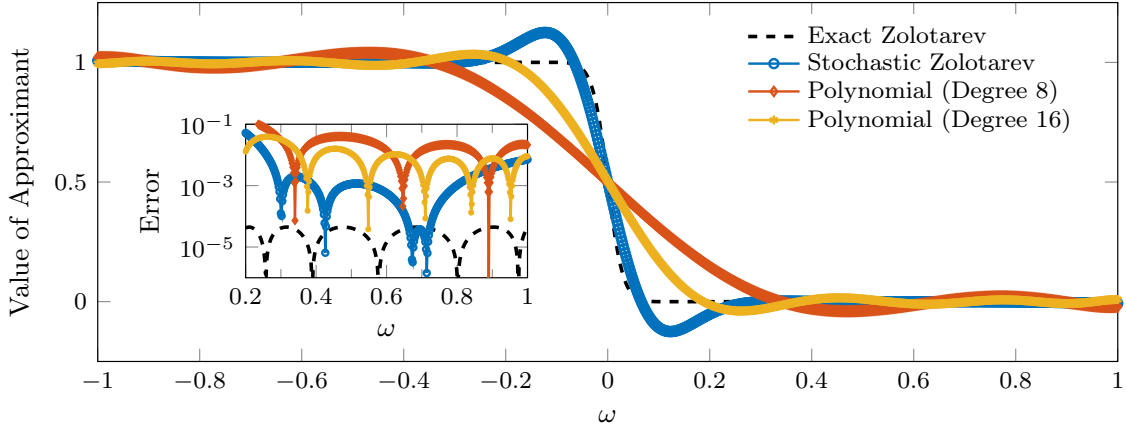 Value of Approximant
1
0.5
0
Exact Zolotarev
Stochastic Zolotarev
Polynomial (Degree 8)
Polynomial (Degree 16)
Error
10−1
10−3
10−5
0.2 0.4 0.6 0.8 1
ω
−1 −0.8 −0.6 −0.4 −0.2 0 0.2 0.4 0.6 0.8 1
ω